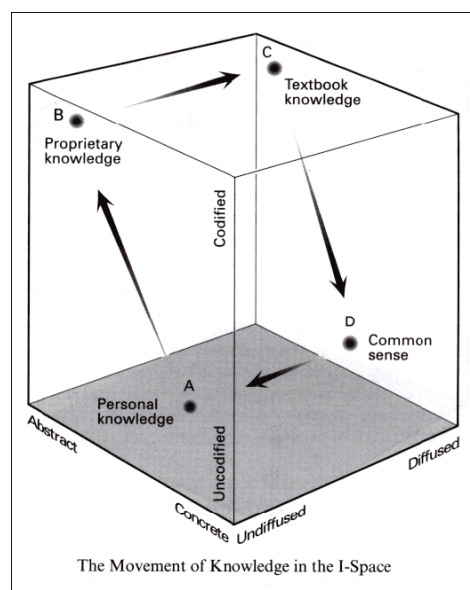 C
Textbook
knowledge
B
Proprietary
knowledge
Codified
D
Common
sense
A
Personal
knowledge
Uncodified
Abstract
Concrete
Undiffused
Diffused
The Movement of Knowledge in the I-Space